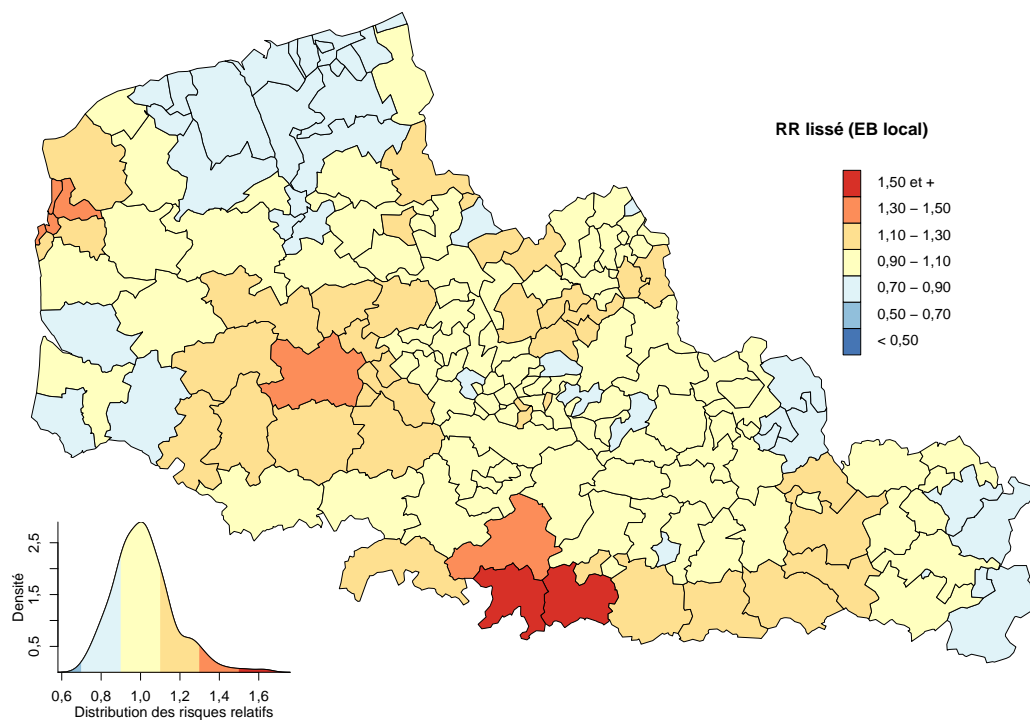 RR lissé (EB local)
1,50 et +
1,30 – 1,50
1,10 – 1,30
0,90 – 1,10
0,70 – 0,90
0,50 – 0,70
< 0,50
2,5
1,5
0,5
Densité
0,6 0,8 1,0 1,2 1,4 1,6
Distribution des risques relatifs